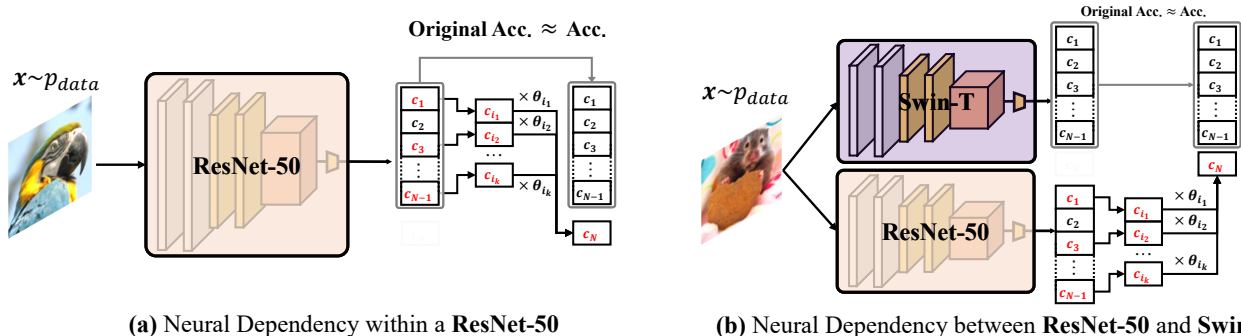 Original Acc. ≈ Acc.
x~p_data
ResNet-50
c_1
c_2
c_3
c_{N−1}
c_{i_1}
c_{i_2}
...
c_{i_k}
× θ_{i_1}
× θ_{i_2}
× θ_{i_k}
c_1
c_2
c_3
c_{N−1}
c_N
(a) Neural Dependency within a ResNet-50
Original Acc. ≈ Acc.
x~p_data
Swin-T
c_1
c_2
c_3
c_{N−1}
c_1
c_2
c_3
c_{N−1}
c_N
ResNet-50
c_1
c_2
c_3
c_{N−1}
c_{i_1}
c_{i_2}
...
c_{i_k}
× θ_{i_1}
× θ_{i_2}
× θ_{i_k}
(b) Neural Dependency between ResNet-50 and Swin